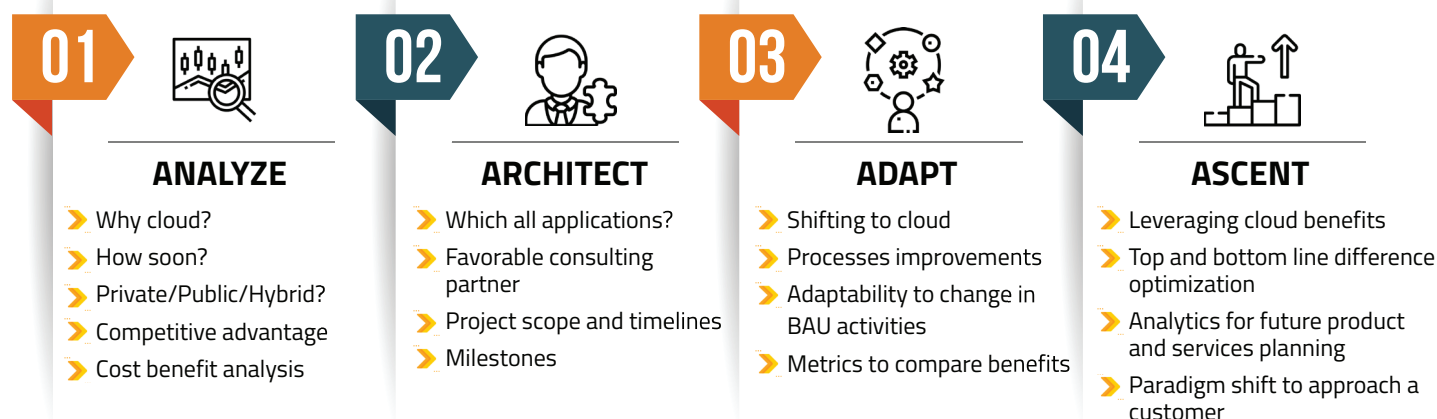 01
ANALYZE
Why cloud?
How soon?
Private/Public/Hybrid?
Competitive advantage
Cost benefit analysis
02
ARCHITECT
Which all applications?
Favorable consulting
partner
Project scope and timelines
Milestones
03
ADAPT
Shifting to cloud
Processes improvements
Adaptability to change in
BAU activities
Metrics to compare benefits
04
ASCENT
Leveraging cloud benefits
Top and bottom line difference
optimization
Analytics for future product
and services planning
Paradigm shift to approach a
customer